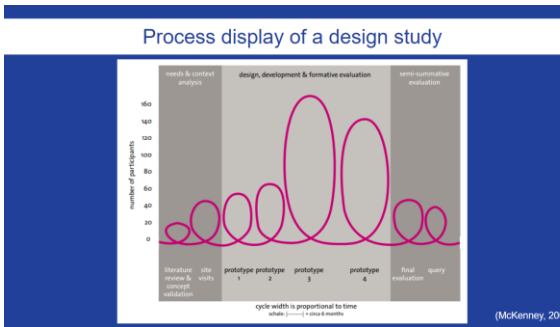 Process display of a design study
needs & context
analysis
design, development & formative evaluation
semi-summative
evaluation
number of participants
160
140
120
100
80
60
40
20
0
literature
review &
concept
validation
site
visits
prototype
1
prototype
2
prototype
3
prototype
4
final
evaluation
query
cycle width is proportional to time
schale: = circa 6 months
(McKenney, 20